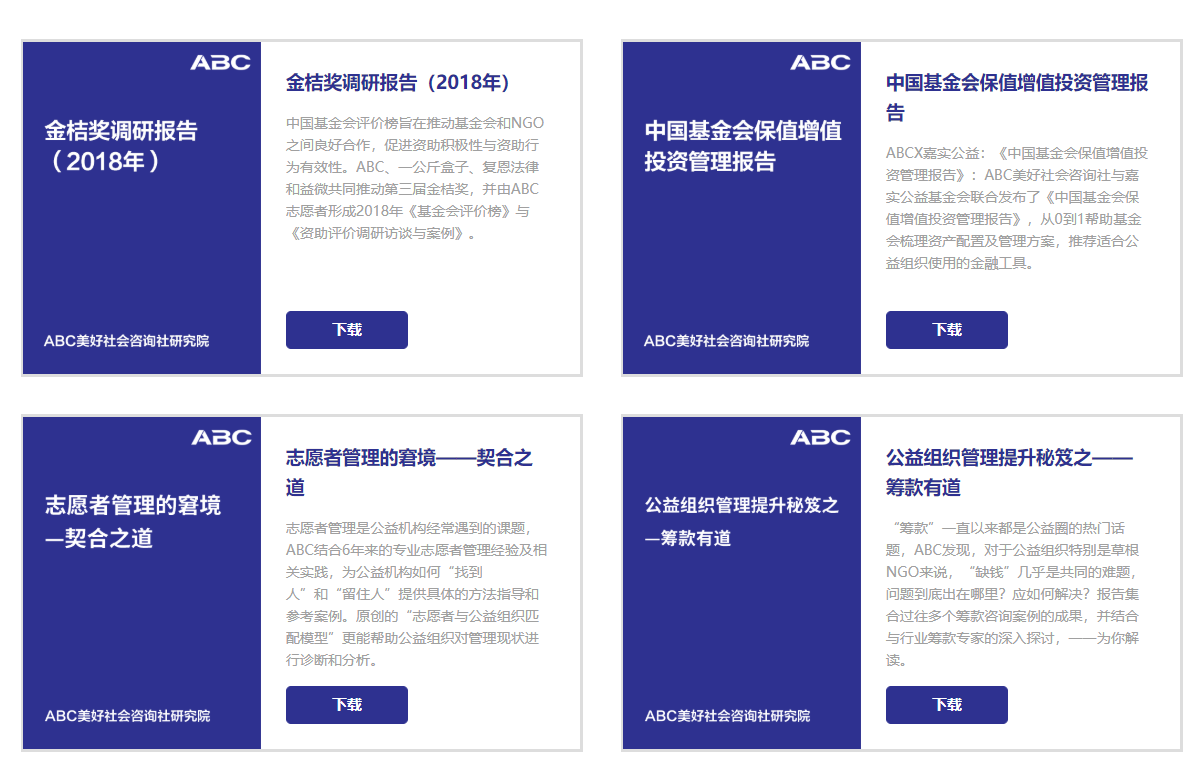 ABC
金桔奖调研报告
（2018年）
ABC美好社会咨询社研究院
金桔奖调研报告（2018年）
中国基金会评价榜旨在推动基金会和NGO
之间良好合作，促进资助积极性与资助行
为有效性。ABC、一公斤盒子、复恩法律
和益微共同推动第三届金桔奖，并由ABC
志愿者形成2018年《基金会评价榜》与
《资助评价调研访谈与案例》。
下载
ABC
中国基金会保值增值
投资管理报告
ABC美好社会咨询社研究院
中国基金会保值增值投资管理报
告
ABCX嘉实公益：《中国基金会保值增值投
资管理报告》：ABC美好社会咨询社与嘉
实公益基金会联合发布了《中国基金会保
值增值投资管理报告》，从0到1帮助基金
会梳理资产配置及管理方案，推荐适合公
益组织使用的金融工具。
下载
ABC
志愿者管理的窘境
—契合之道
ABC美好社会咨询社研究院
志愿者管理的窘境——契合之
道
志愿者管理是公益机构经常遇到的课题，
ABC结合6年来的专业志愿者管理经验及相
关实践，为公益机构如何“找到
人”和“留住人”提供具体的方法指导和
参考案例。原创的“志愿者与公益组织匹
配模型”更能帮助公益组织对管理现状进
行诊断和分析。
下载
ABC
公益组织管理提升秘笈之
—筹款有道
ABC美好社会咨询社研究院
公益组织管理提升秘笈之——
筹款有道
“筹款”一直以来都是公益圈的热门话
题，ABC发现，对于公益组织特别是草根
NGO来说，“缺钱”几乎是共同的难题，
问题到底出在哪里？应如何解决？报告集
合过往多个筹款咨询案例的成果，并结合
与行业筹款专家的深入探讨，——为你解
读。
下载